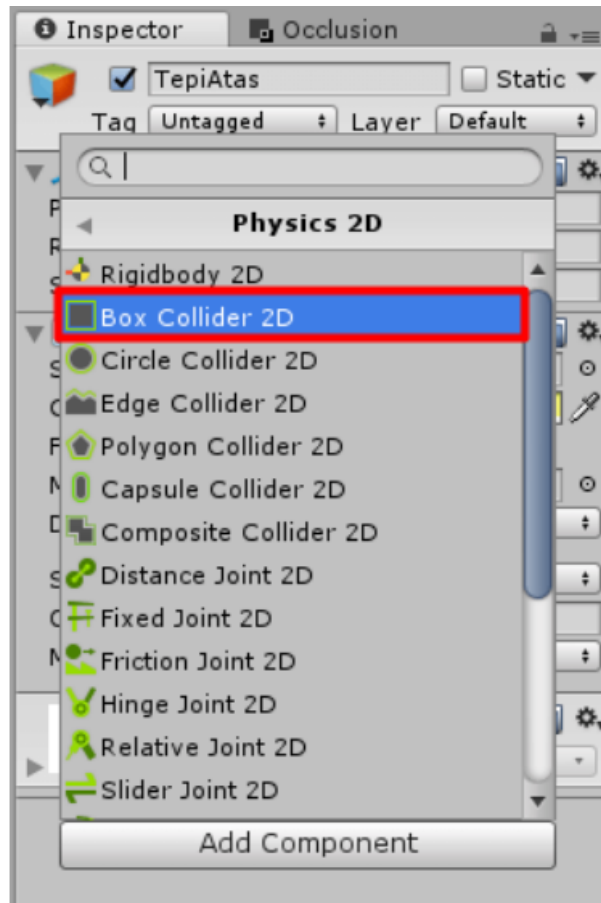 Inspector Occlusion
TepiAtas Static
Tag Untagged Layer Default
Physics 2D
Rigidbody 2D
Box Collider 2D
Circle Collider 2D
Edge Collider 2D
Polygon Collider 2D
Capsule Collider 2D
Composite Collider 2D
Distance Joint 2D
Fixed Joint 2D
Friction Joint 2D
Hinge Joint 2D
Relative Joint 2D
Slider Joint 2D
Add Component